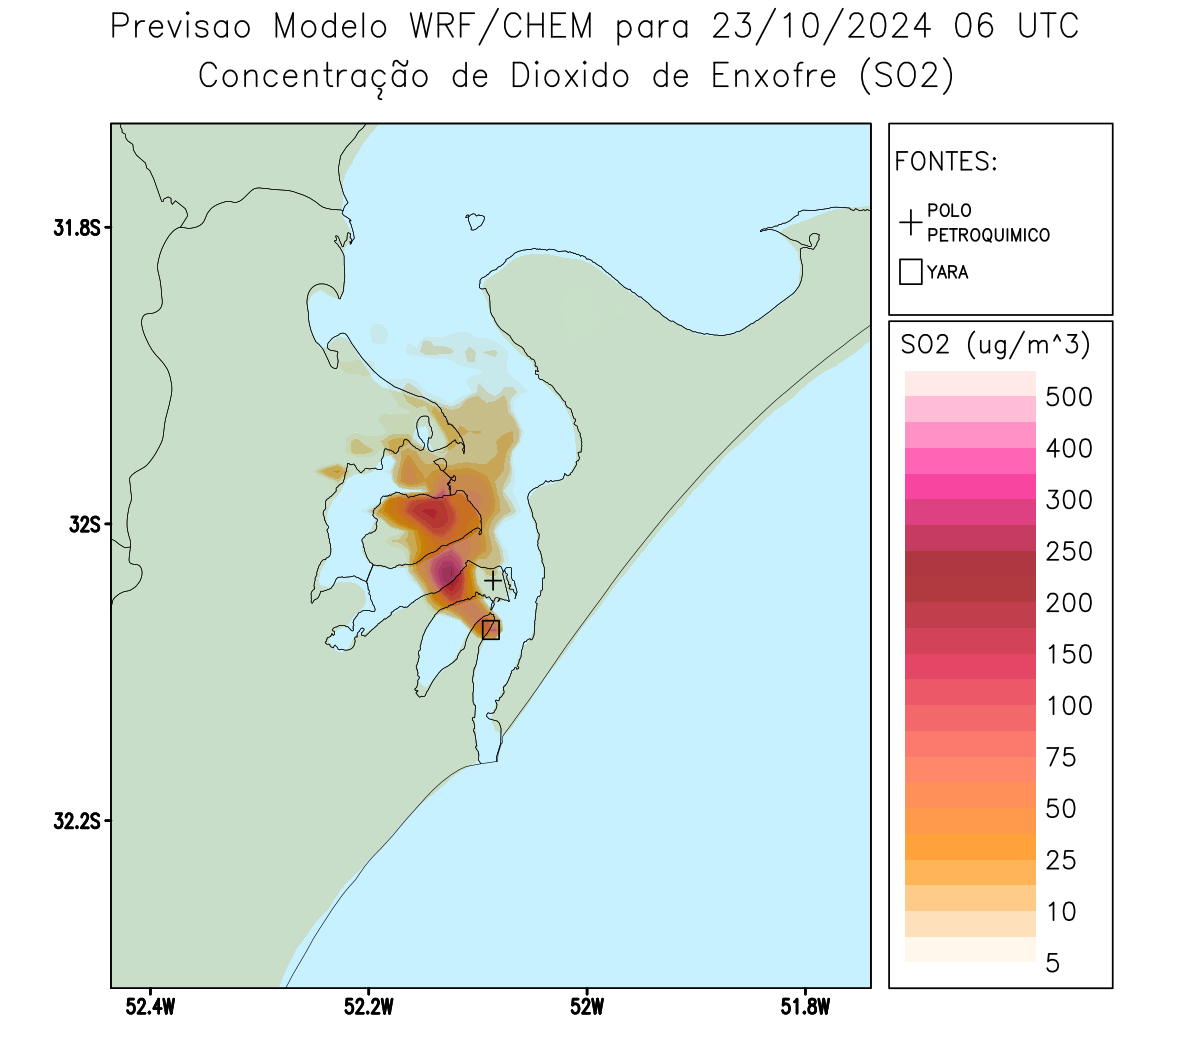 Previsao Modelo WRF/CHEM para 23/10/2024 06 UTC
Concentração de Dioxido de Enxofre (SO2)
FONTES:
POLO
PETROQUIMICO
YARA
SO2 (ug/m^3)
500
400
300
250
200
150
100
75
50
25
10
5
31.8S
32S
32.2S
52.4W
52.2W
52W
51.8W